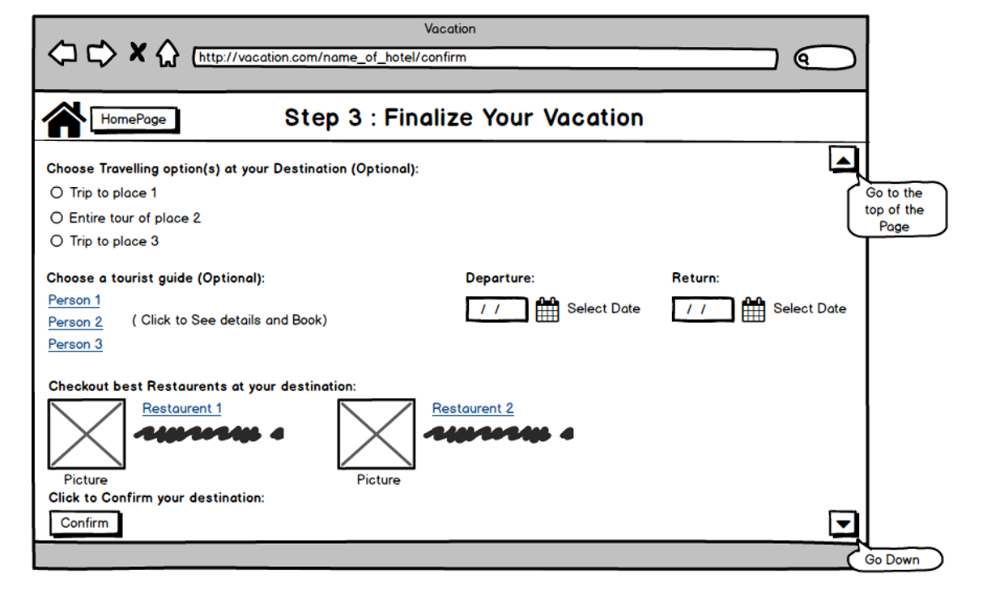 Vacation
http://vacation.com/name_of_hotel/confirm
HomePage
Step 3 : Finalize Your Vacation
Choose Travelling option(s) at your Destination (Optional):
Trip to place 1
Entire tour of place 2
Trip to place 3
Go to the
top of the
Page
Choose a tourist guide (Optional):
Person 1
Person 2
Person 3
( Click to See details and Book)
Departure:
/ /
Select Date
Return:
/ /
Select Date
Checkout best Restaurents at your destination:
Restaurent 1
Picture
Restaurent 2
Picture
Click to Confirm your destination:
Confirm
Go Down